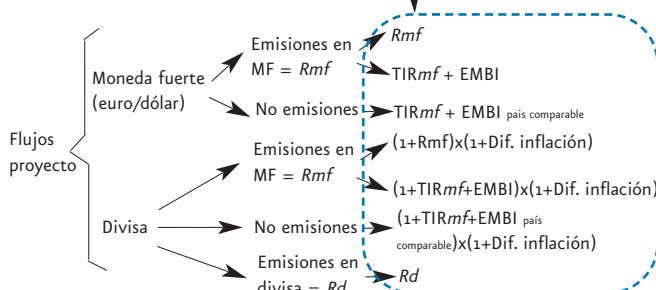 Flujos
proyecto
Moneda fuerte
(euro/dólar)
Emisiones en
MF = Rmf
Rmf
TIRmf + EMBI
No emisiones
TIRmf + EMBI pais comparable
Divisa
Emisiones en
MF = Rmf
(1+Rmf)x(1+Dif. inflación)
(1+TIRmf+EMBI)x(1+Dif. inflación)
No emisiones
(1+TIRmf+EMBI país
comparable)x(1+Dif. inflación)
Emisiones en
divisa = Rd
Rd